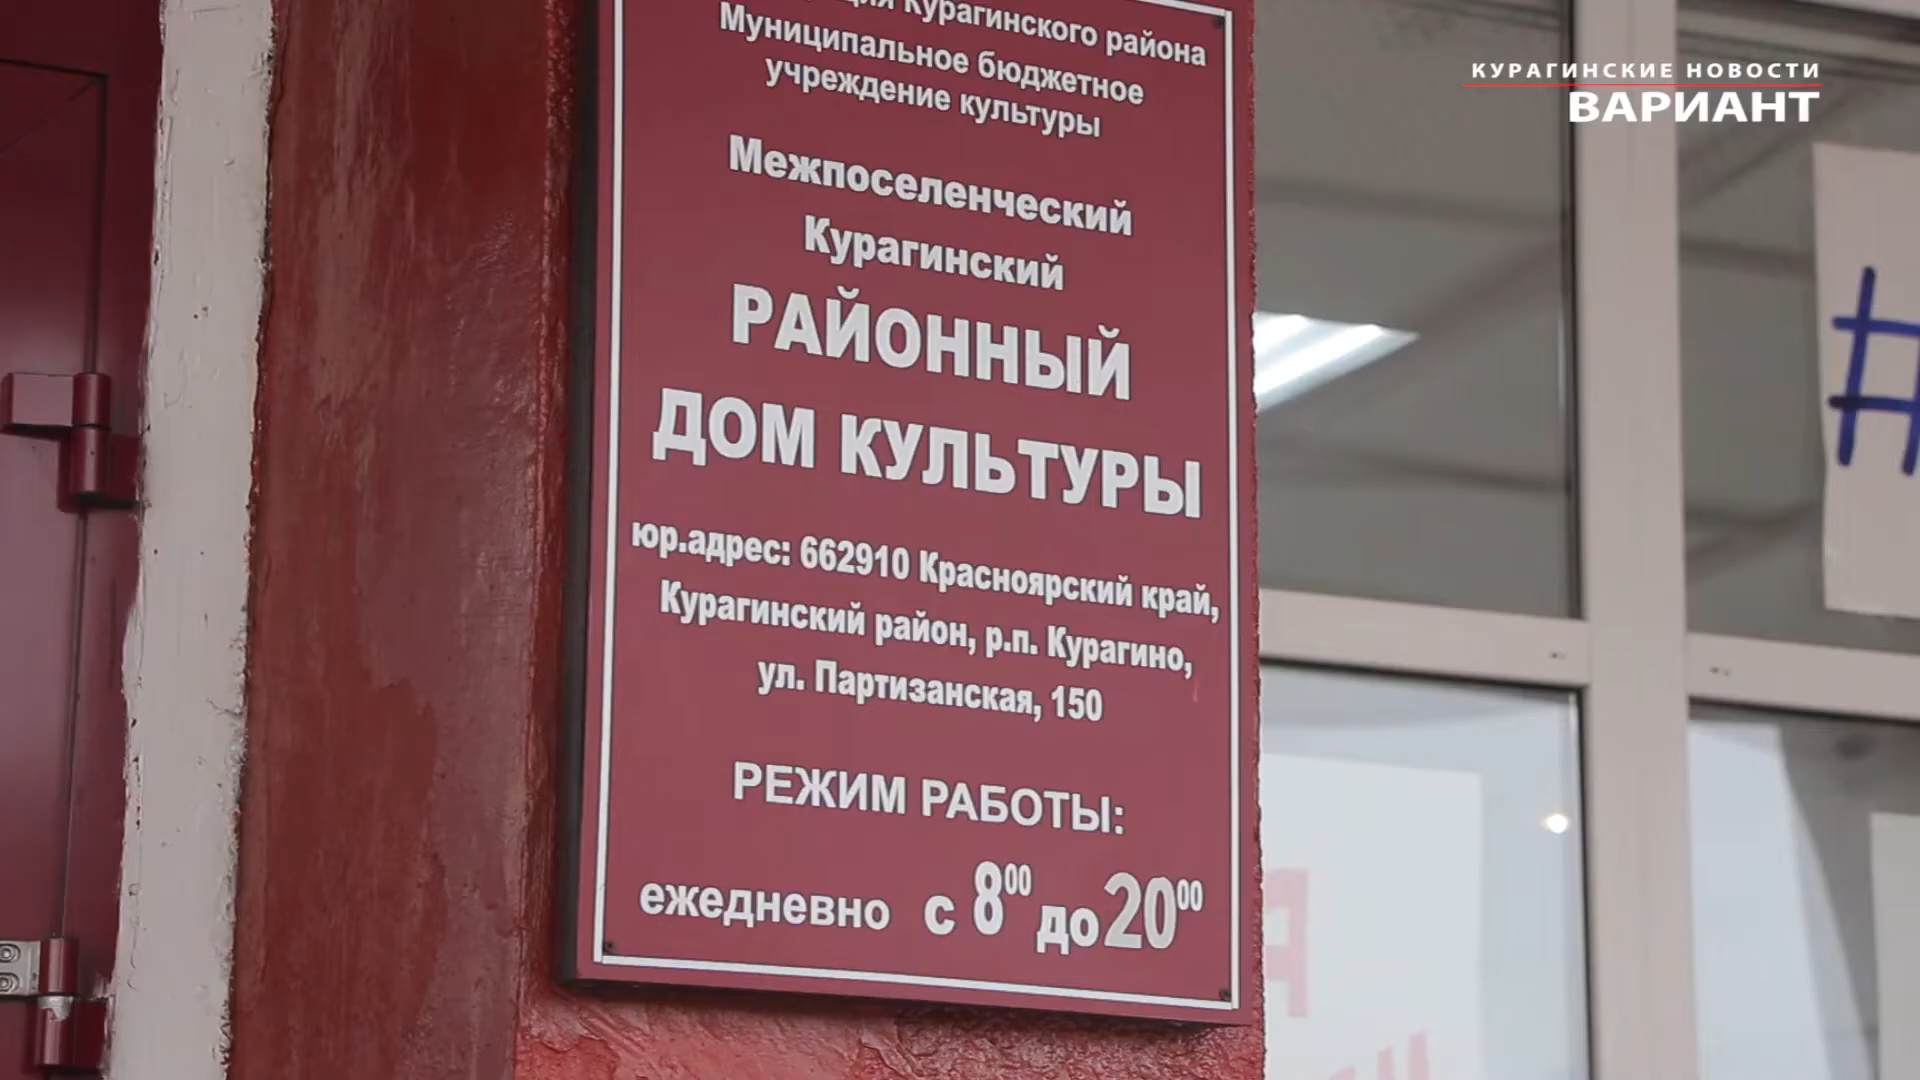 Курагинского района
Муниципальное бюджетное
учреждение культуры
Межпоселенческий
Курагинский
РАЙОННЫЙ
ДОМ КУЛЬТУРЫ
юр.адрес: 662910 Красноярский край,
Курагинский район, р.п. Курагино,
ул. Партизанская, 150
РЕЖИМ РАБОТЫ:
ежедневно с 8⁰⁰ до 20⁰⁰
КУРАГИНСКИЕ НОВОСТИ
ВАРИАНТ
#